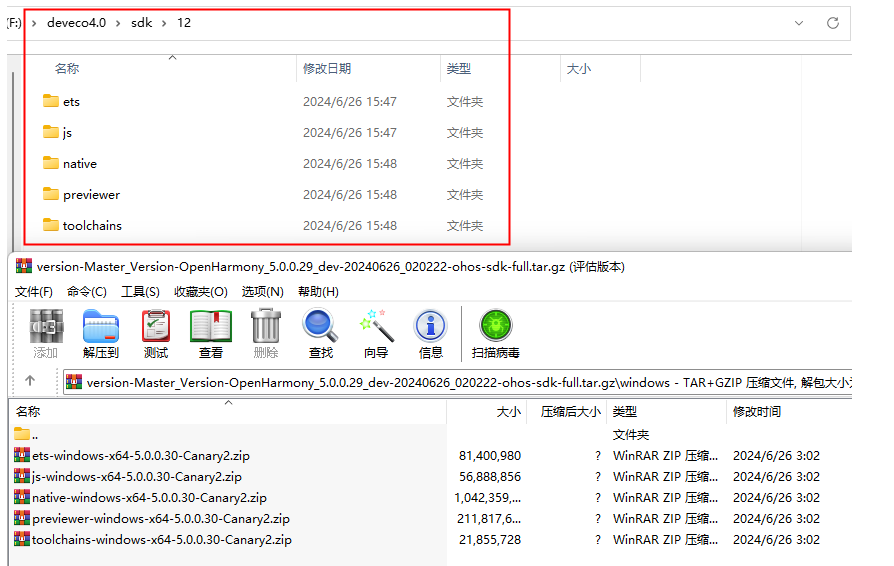 (F:) › deveco4.0 › sdk › 12
名称 修改日期 类型 大小
ets 2024/6/26 15:47 文件夹
js 2024/6/26 15:47 文件夹
native 2024/6/26 15:48 文件夹
previewer 2024/6/26 15:48 文件夹
toolchains 2024/6/26 15:48 文件夹
version-Master_Version-OpenHarmony_5.0.0.29_dev-20240626_020222-ohos-sdk-full.tar.gz (评估版本)
文件(F) 命令(C) 工具(S) 收藏夹(O) 选项(N) 帮助(H)
添加 解压到 测试 查看 删除 查找 向导 信息 扫描病毒
version-Master_Version-OpenHarmony_5.0.0.29_dev-20240626_020222-ohos-sdk-full.tar.gz\windows - TAR+GZIP 压缩文件, 解包大小
名称 大小 压缩后大小 类型 修改时间
.. 文件夹
ets-windows-x64-5.0.0.30-Canary2.zip 81,400,980 ? WinRAR ZIP 压缩... 2024/6/26 3:02
js-windows-x64-5.0.0.30-Canary2.zip 56,888,856 ? WinRAR ZIP 压缩... 2024/6/26 3:02
native-windows-x64-5.0.0.30-Canary2.zip 1,042,359,... ? WinRAR ZIP 压缩... 2024/6/26 3:02
previewer-windows-x64-5.0.0.30-Canary2.zip 211,817,6... ? WinRAR ZIP 压缩... 2024/6/26 3:02
toolchains-windows-x64-5.0.0.30-Canary2.zip 21,855,728 ? WinRAR ZIP 压缩... 2024/6/26 3:02